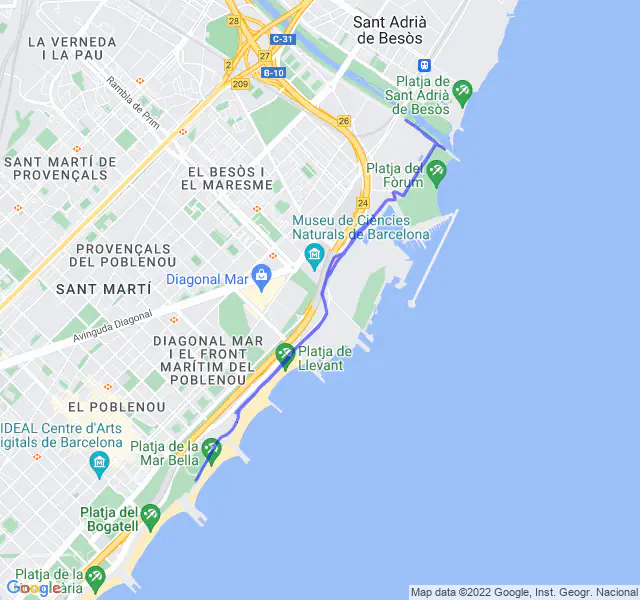 Sant Adrià
de Besòs
28
C-31
LA VERNEDA
I LA PAU
27
2
B-10
209
Rambla de Prim
Platja de
Sant Adrià
de Besòs
26
SANT MARTÍ DE
PROVENÇALS
EL BESÒS I
EL MARESME
Platja del
Fòrum
24
Museu de Ciències
Naturals de Barcelona
PROVENÇALS
DEL POBLENOU
Diagonal Mar
SANT MARTÍ
Avinguda Diagonal
DIAGONAL MAR
I EL FRONT
MARÍTIM DEL
POBLENOU
Platja de
Llevant
EL POBLENOU
IDEAL Centre d'Arts
igitals de Barcelona
Platja de la
Mar Bella
Platja del
Bogatell
Platja de la
Google
Map data ©2022 Google, Inst. Geogr. Nacional